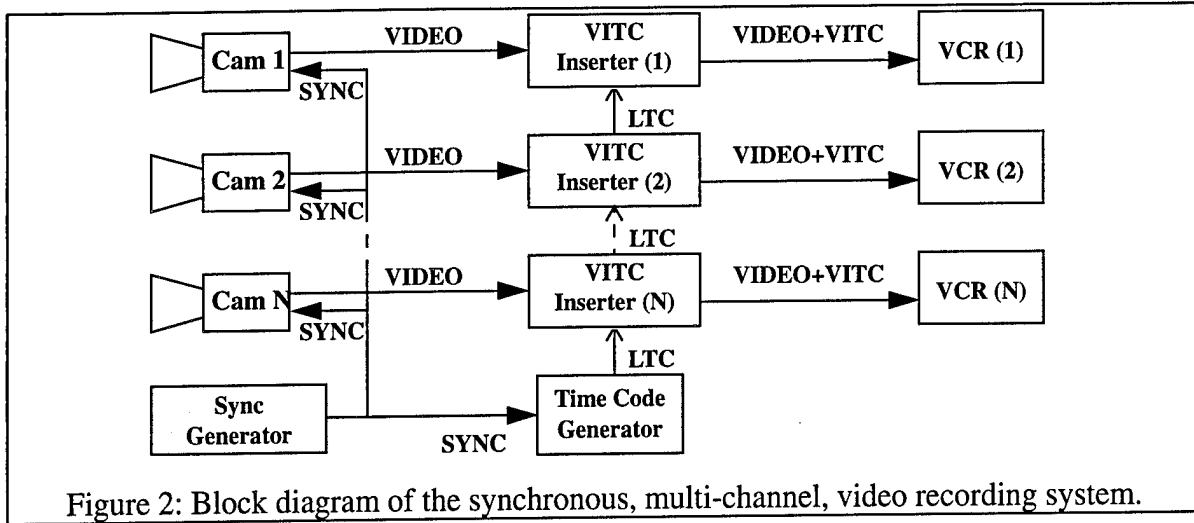 Cam 1
VIDEO
SYNC
VITC
Inserter (1)
VIDEO+VITC
VCR (1)
LTC
Cam 2
VIDEO
SYNC
VITC
Inserter (2)
VIDEO+VITC
VCR (2)
LTC
Cam N
VIDEO
SYNC
VITC
Inserter (N)
VIDEO+VITC
VCR (N)
LTC
Sync
Generator
SYNC
Time Code
Generator
Figure 2: Block diagram of the synchronous, multi-channel, video recording system.